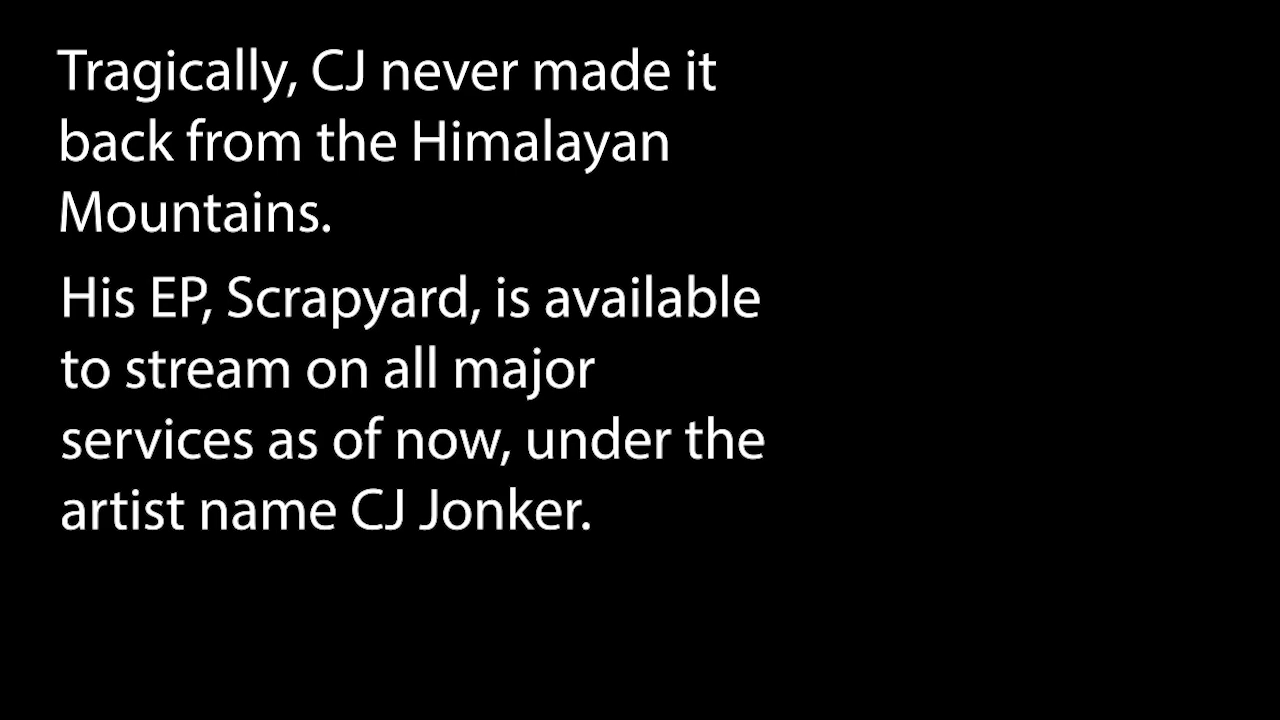 Tragically, CJ never made it
back from the Himalayan
Mountains.
His EP, Scrapyard, is available
to stream on all major
services as of now, under the
artist name CJ Jonker.